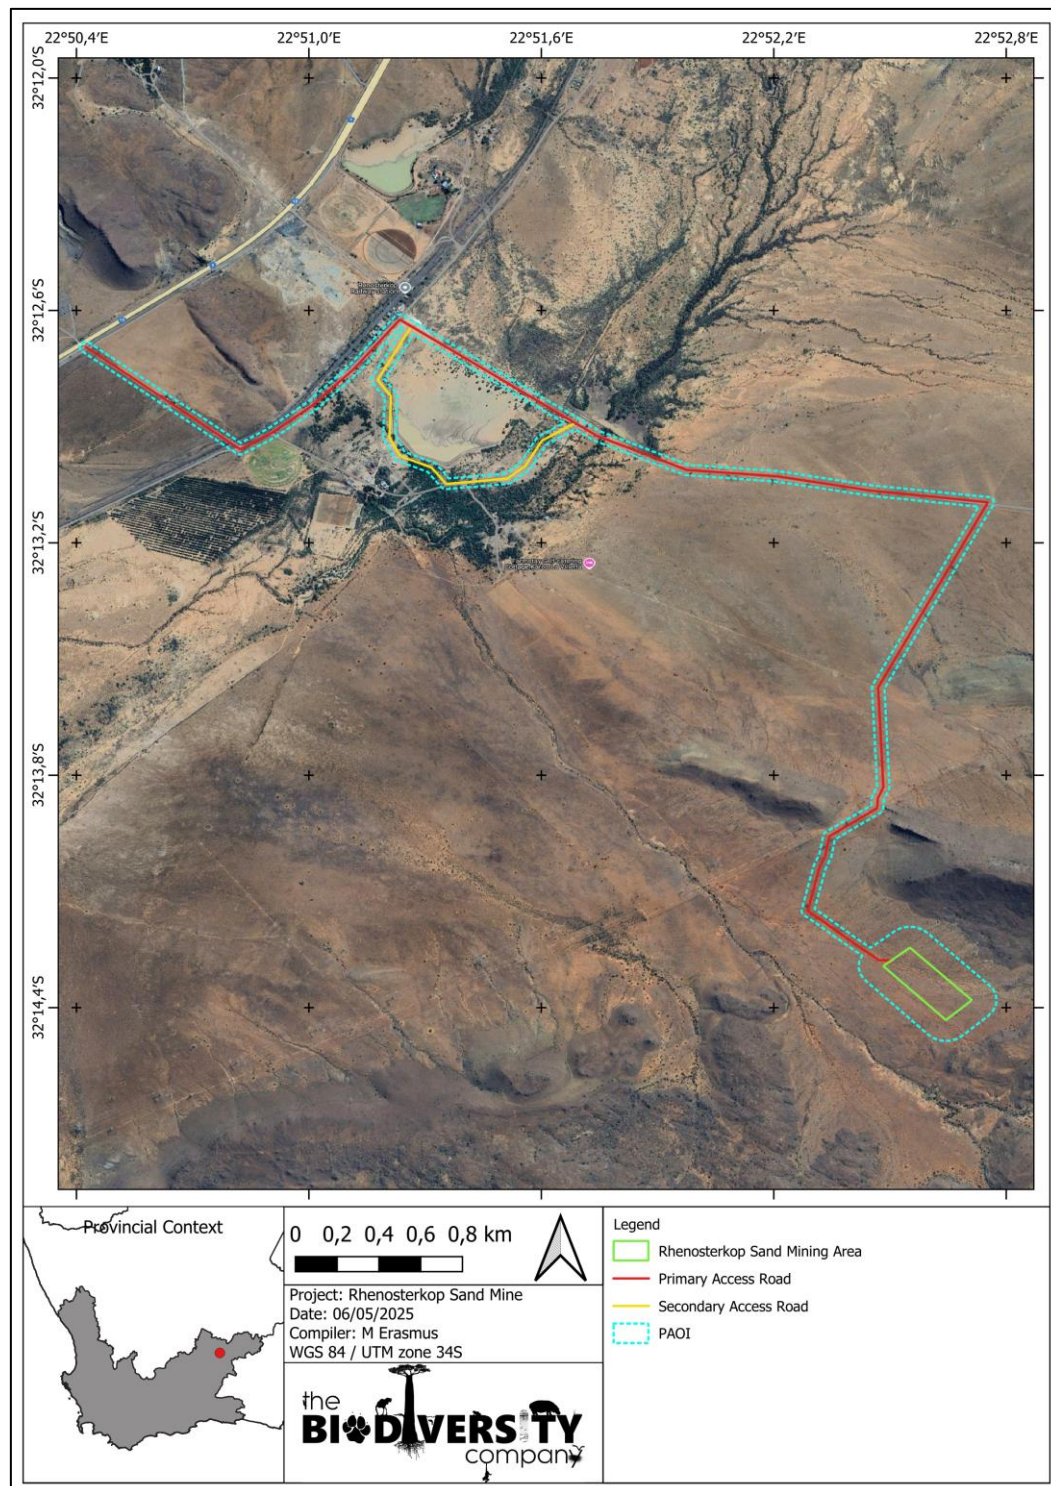 22°50,4′E 22°51,0′E 22°51,6′E 22°52,2′E 22°52,8′E
32°12,0′S
32°12,6′S
32°13,2′S
32°13,8′S
32°14,4′S
Railway
Provincial Context
0 0,2 0,4 0,6 0,8 km
Project: Rhenosterkop Sand Mine
Date: 06/05/2025
Compiler: M Erasmus
WGS 84 / UTM zone 34S
the
BIODIVERSITY
company
Legend
Rhenosterkop Sand Mining Area
Primary Access Road
Secondary Access Road
PAOI